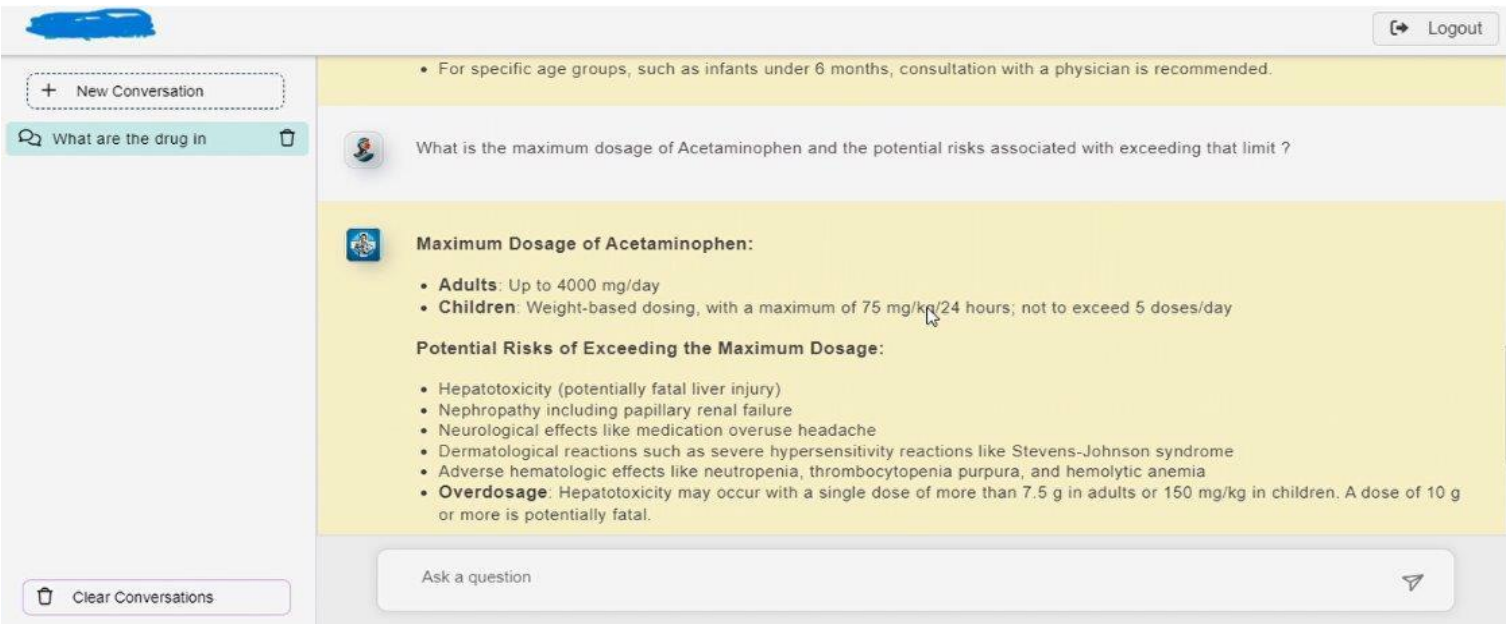 Logout
+ New Conversation
What are the drug in
• For specific age groups, such as infants under 6 months, consultation with a physician is recommended.
What is the maximum dosage of Acetaminophen and the potential risks associated with exceeding that limit ?
Maximum Dosage of Acetaminophen:
• Adults: Up to 4000 mg/day
• Children: Weight-based dosing, with a maximum of 75 mg/kg/24 hours; not to exceed 5 doses/day
Potential Risks of Exceeding the Maximum Dosage:
• Hepatotoxicity (potentially fatal liver injury)
• Nephropathy including papillary renal failure
• Neurological effects like medication overuse headache
• Dermatological reactions such as severe hypersensitivity reactions like Stevens-Johnson syndrome
• Adverse hematologic effects like neutropenia, thrombocytopenia purpura, and hemolytic anemia
• Overdosage: Hepatotoxicity may occur with a single dose of more than 7.5 g in adults or 150 mg/kg in children. A dose of 10 g
or more is potentially fatal.
Ask a question
Clear Conversations